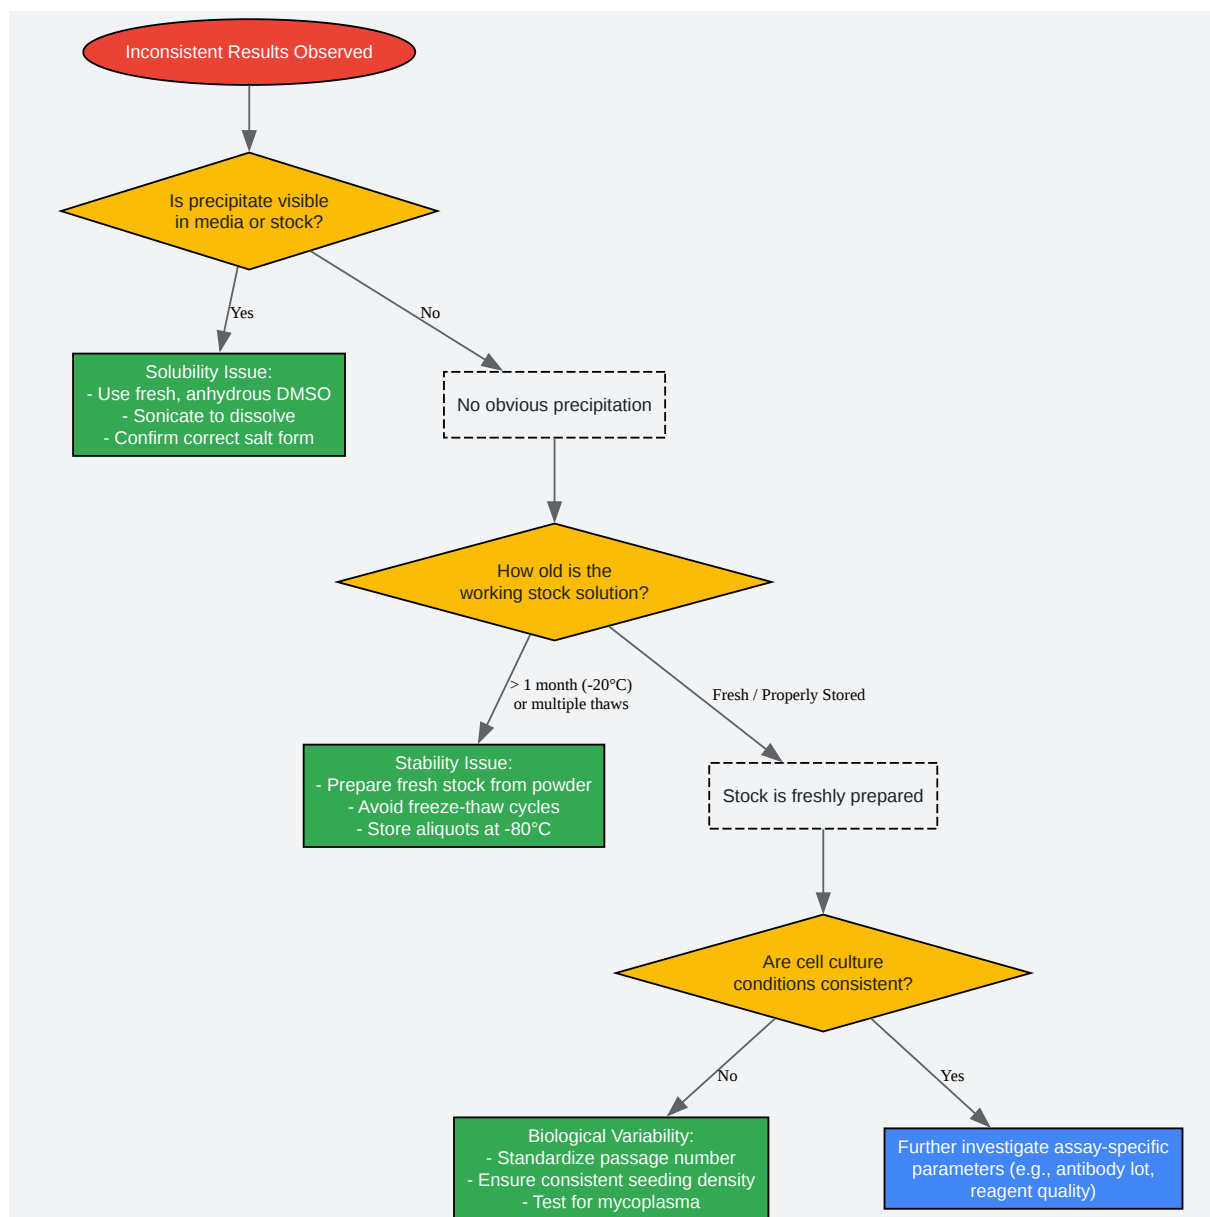 Inconsistent Results Observed
Is precipitate visible
in media or stock?
Yes
No
Solubility Issue:
- Use fresh, anhydrous DMSO
- Sonicate to dissolve
- Confirm correct salt form
No obvious precipitation
How old is the
working stock solution?
> 1 month (-20°C)
or multiple thaws
Fresh / Properly Stored
Stability Issue:
- Prepare fresh stock from powder
- Avoid freeze-thaw cycles
- Store aliquots at -80°C
Stock is freshly prepared
Are cell culture
conditions consistent?
No
Yes
Biological Variability:
- Standardize passage number
- Ensure consistent seeding density
- Test for mycoplasma
Further investigate assay-specific
parameters (e.g., antibody lot,
reagent quality)